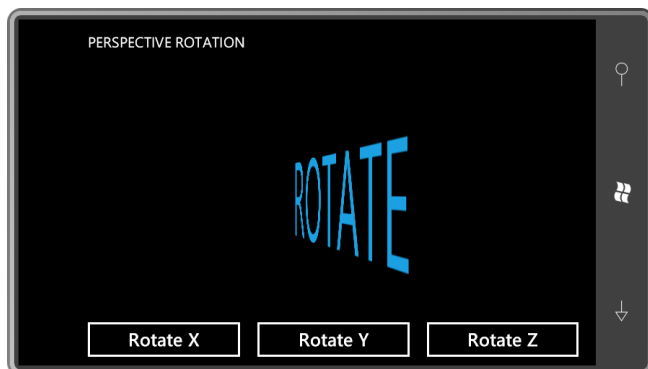 PERSPECTIVE ROTATION
ROTATE
Rotate X
Rotate Y
Rotate Z